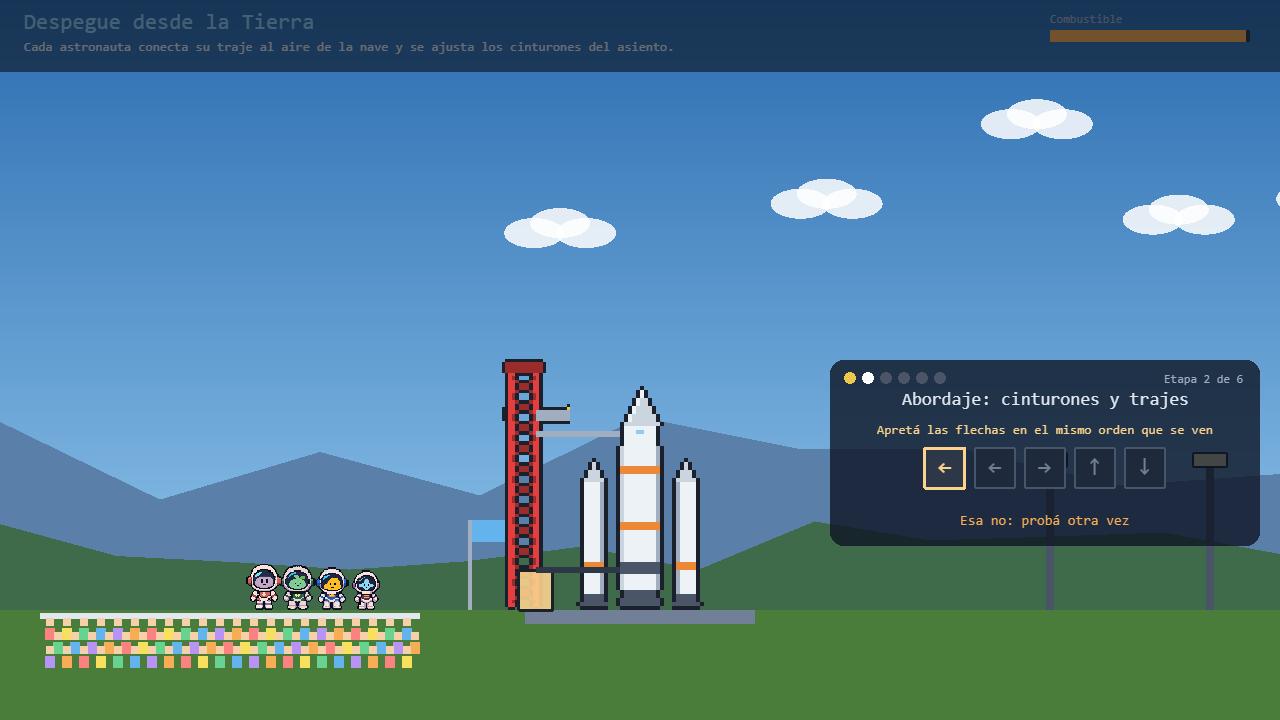 Despegue desde la Tierra
Cada astronauta conecta su traje al aire de la nave y se ajusta los cinturones del asiento.
Combustible
Etapa 2 de 6
Abordaje: cinturones y trajes
Apretá las flechas en el mismo orden que se ven
← ← → ↑ ↓
Esa no: probá otra vez